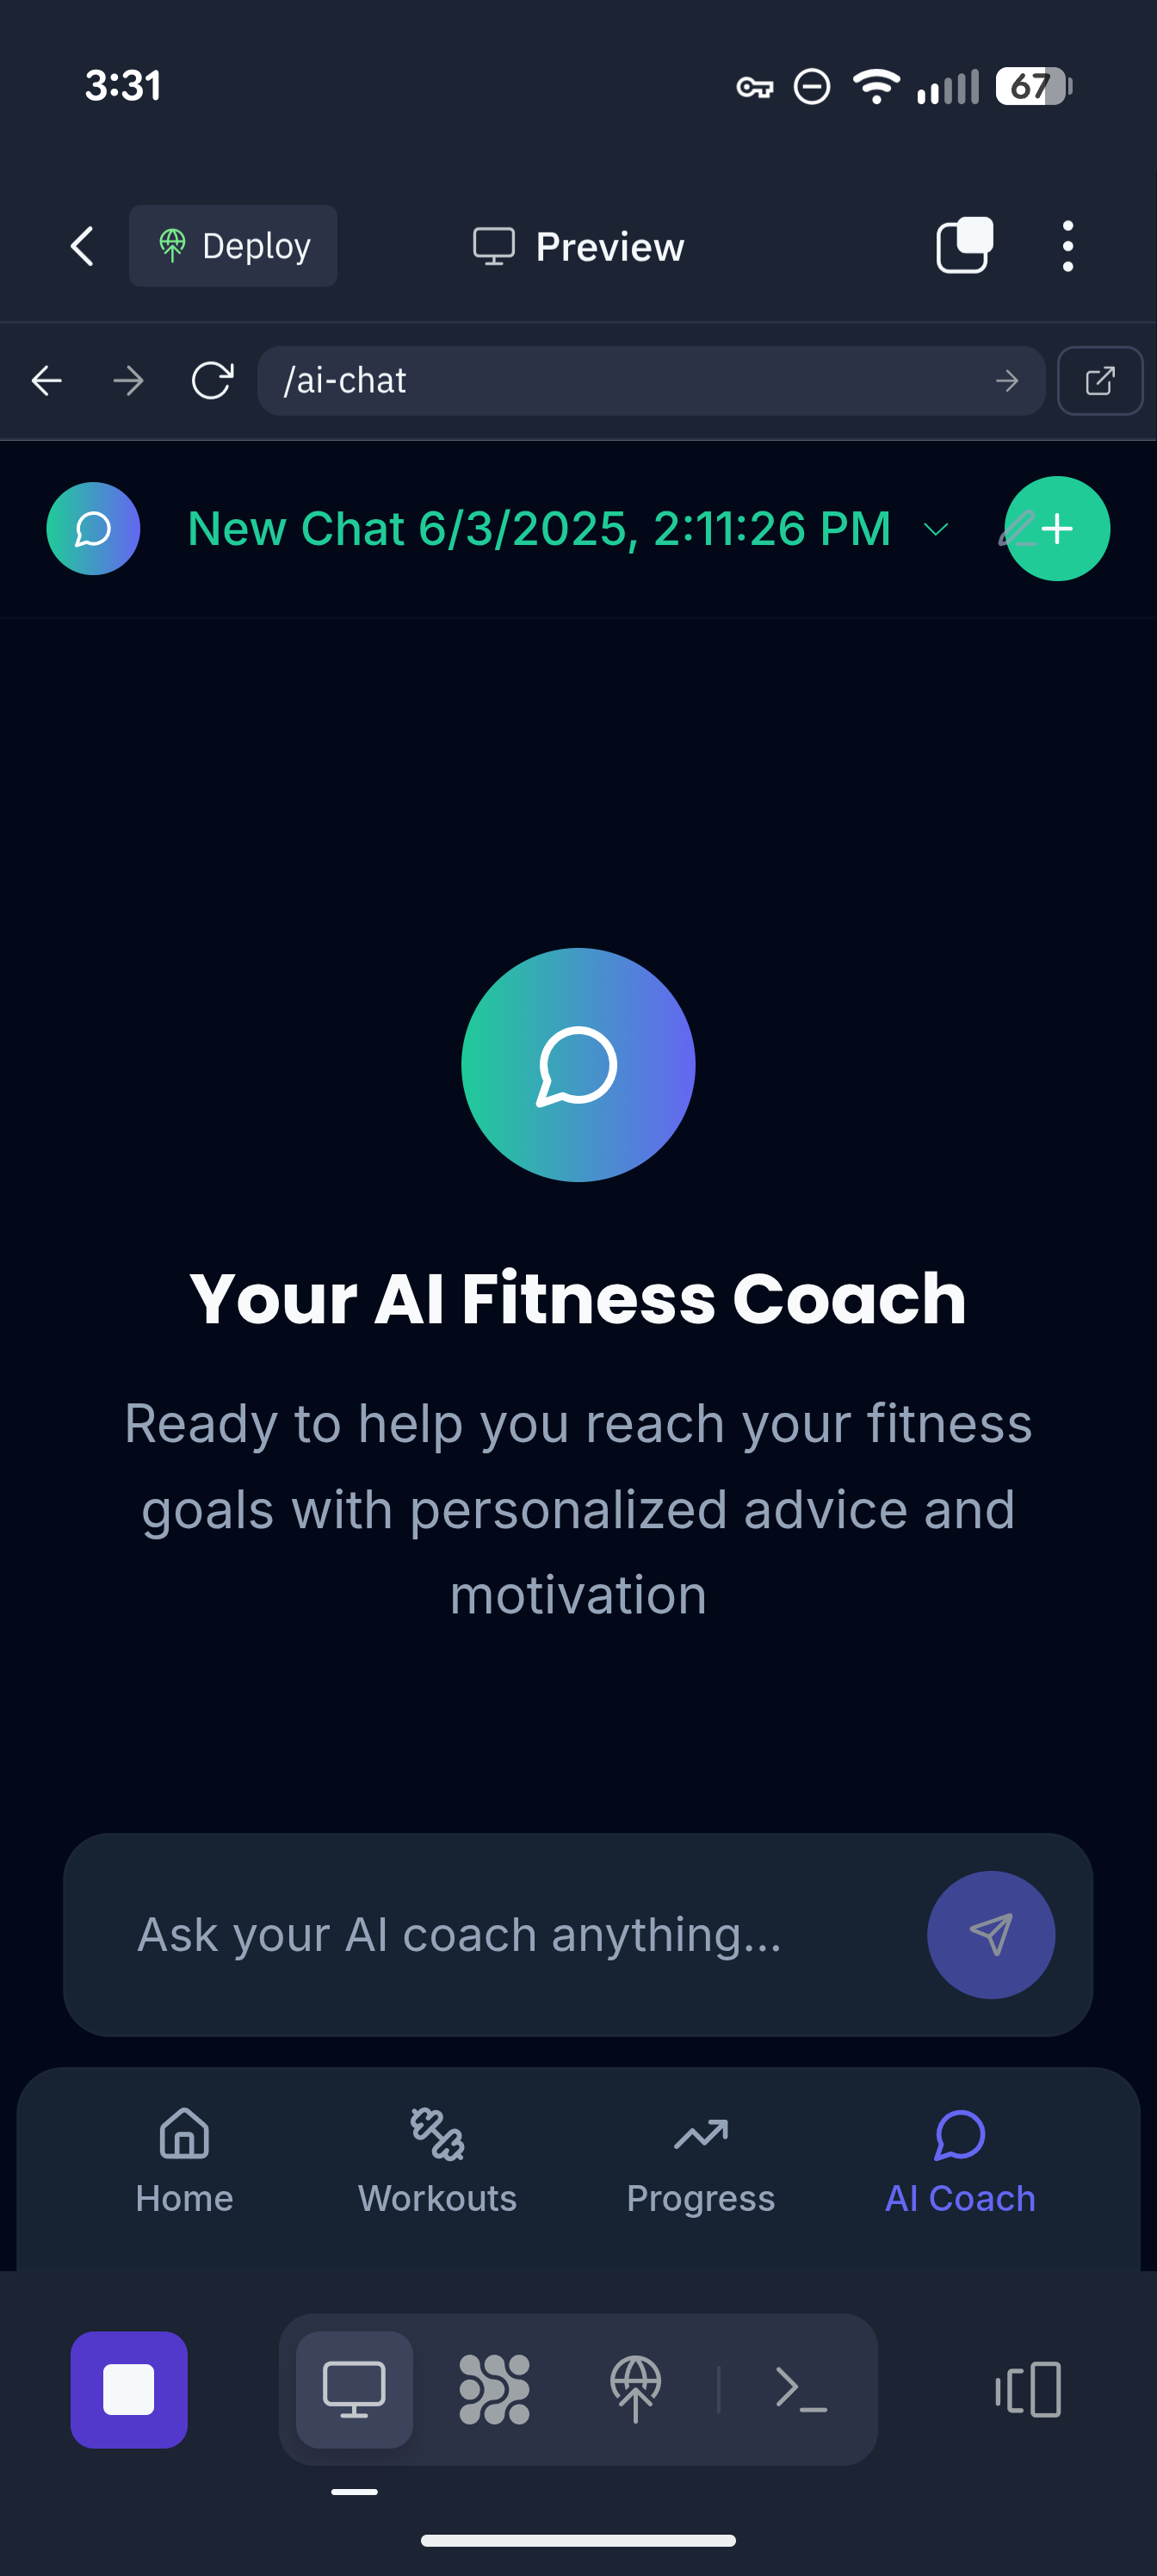 3:31
67
Deploy
Preview
/ai-chat
New Chat 6/3/2025, 2:11:26 PM
Your AI Fitness Coach
Ready to help you reach your fitness
goals with personalized advice and
motivation
Ask your AI coach anything...
Home
Workouts
Progress
AI Coach